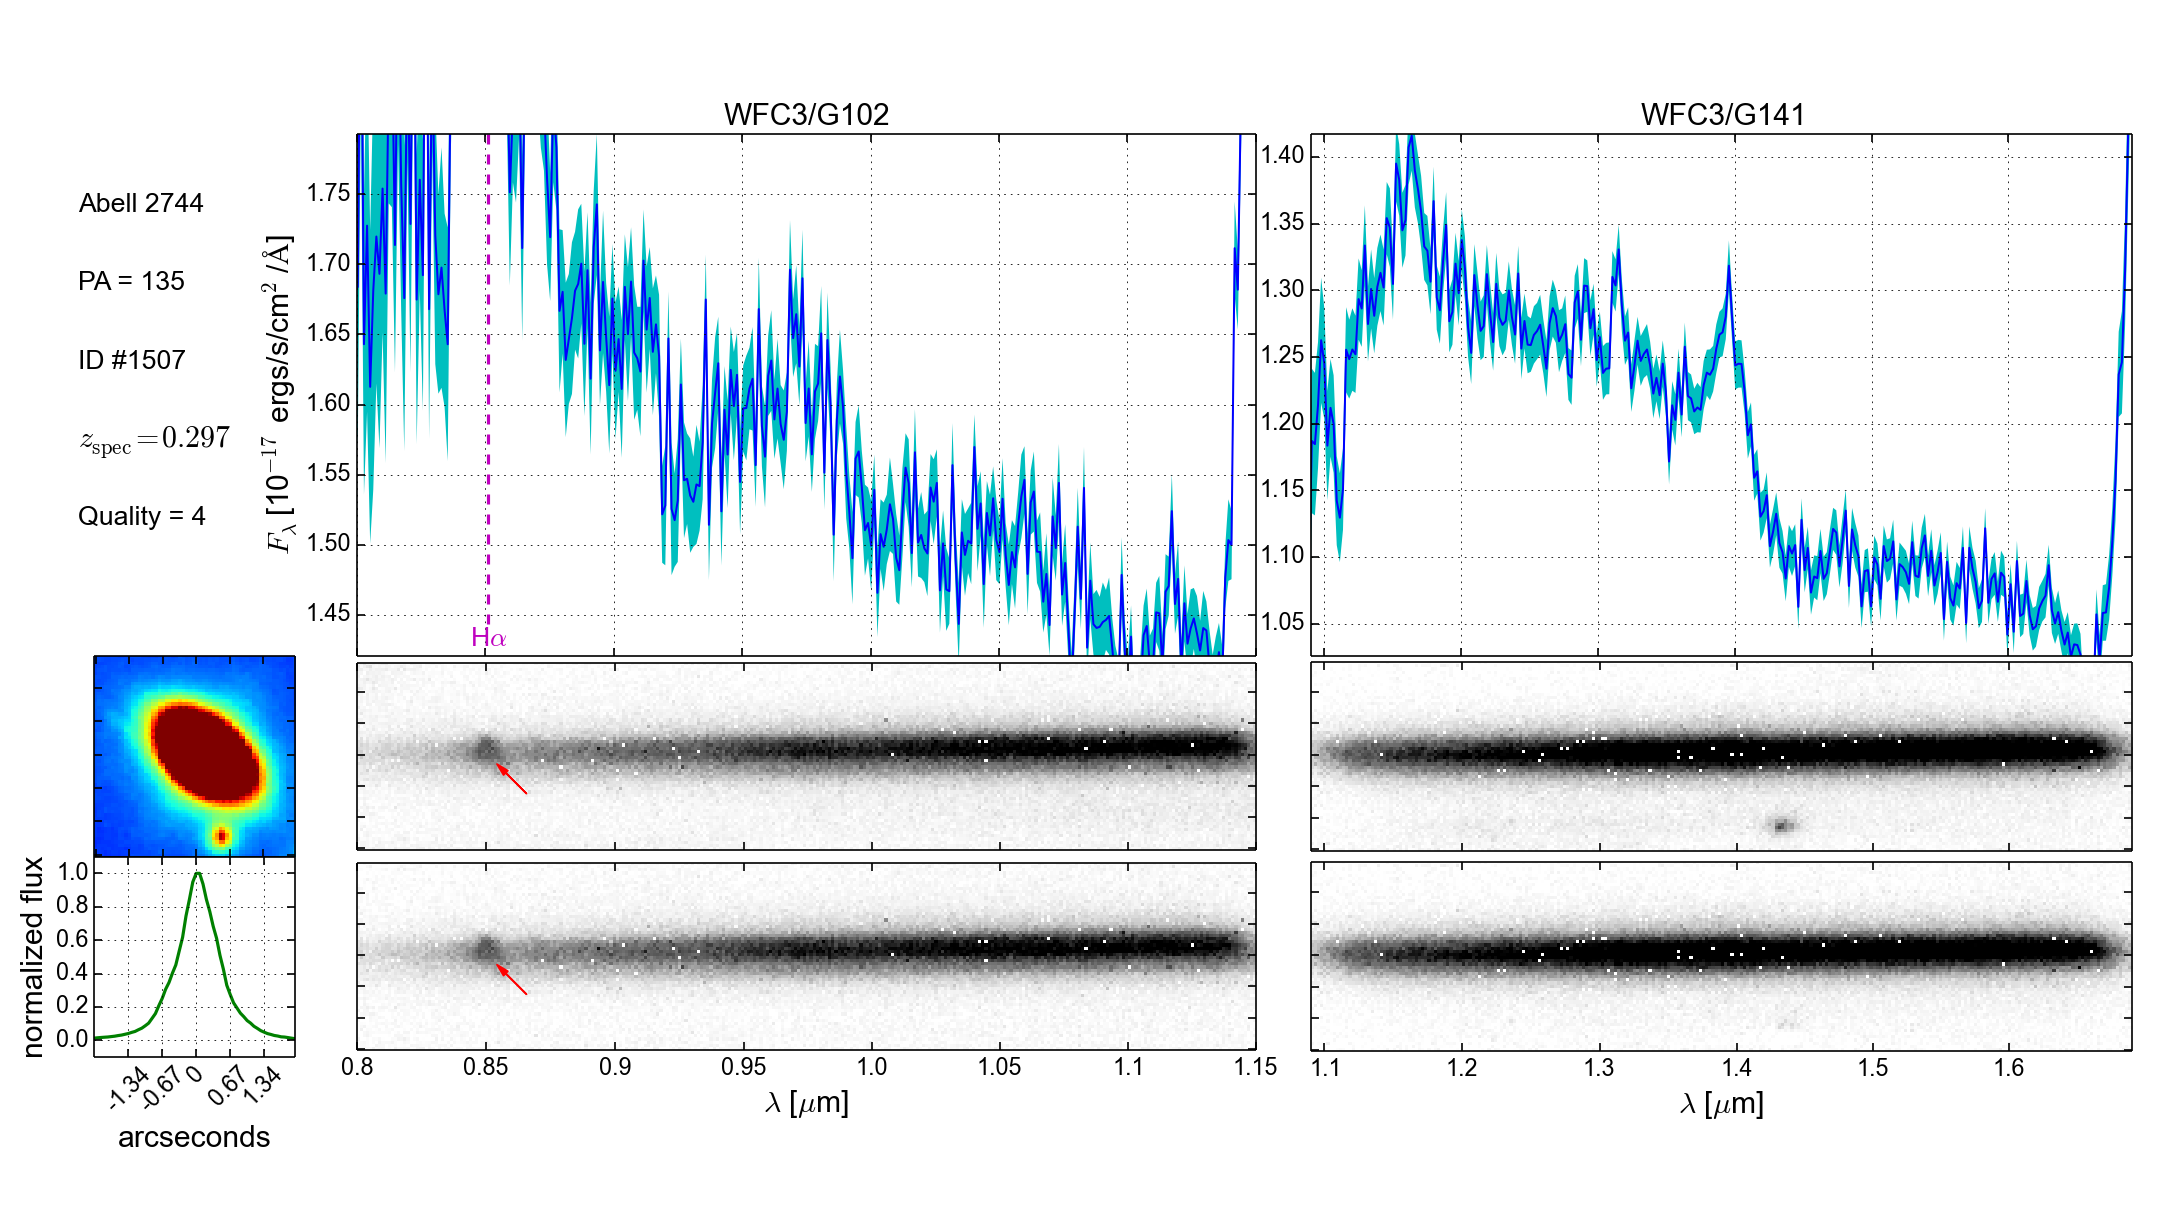 WFC3/G102
WFC3/G141
Abell 2744
PA = 135
ID #1507
z_spec = 0.297
Quality = 4
F_λ [10^−17 ergs/s/cm^2 /Å]
1.75
1.70
1.65
1.60
1.55
1.50
1.45
Hα
1.40
1.35
1.30
1.25
1.20
1.15
1.10
1.05
normalized flux
1.0
0.8
0.6
0.4
0.2
0.0
-1.34 -0.67 0 0.67 1.34
arcseconds
0.8 0.85 0.9 0.95 1.0 1.05 1.1 1.15
λ [μm]
1.1 1.2 1.3 1.4 1.5 1.6
λ [μm]